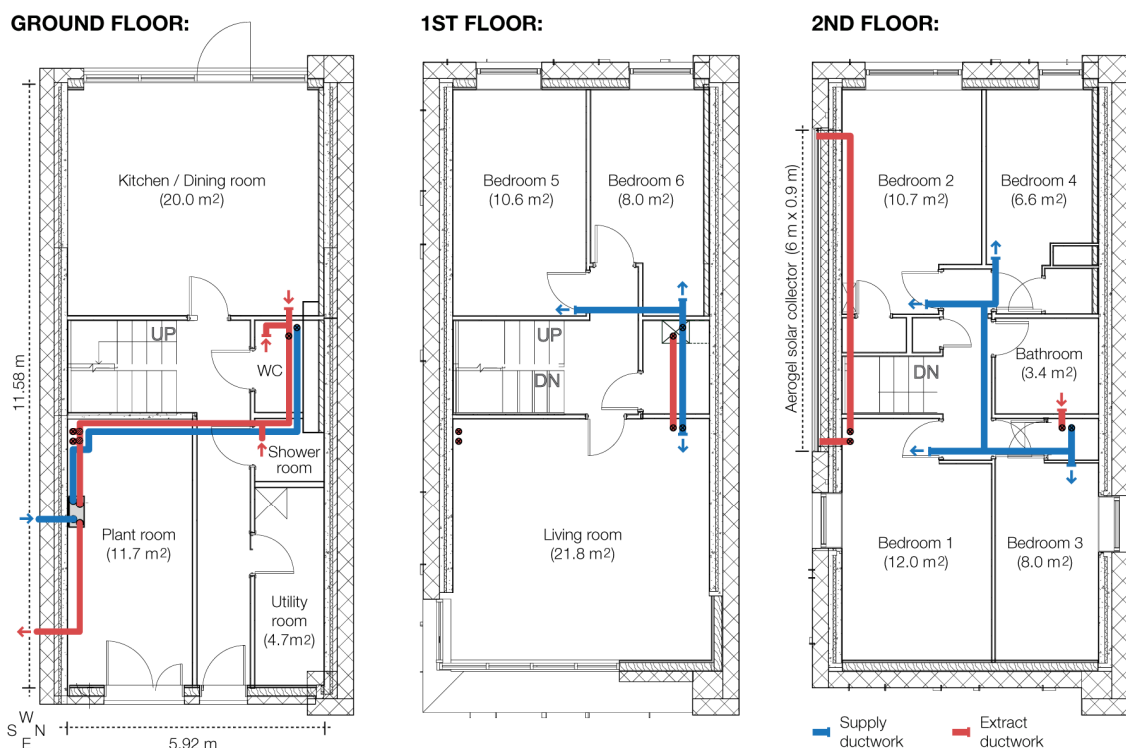 GROUND FLOOR:
1ST FLOOR:
2ND FLOOR:
Kitchen / Dining room
(20.0 m2)
UP
WC
Shower
room
Plant room
(11.7 m2)
Utility
room
(4.7m2)
11.58 m
5.92 m
W
S N
E
Bedroom 5
(10.6 m2)
Bedroom 6
(8.0 m2)
UP
DN
Living room
(21.8 m2)
Aerogel solar collector (6 m x 0.9 m)
Bedroom 2
(10.7 m2)
Bedroom 4
(6.6 m2)
DN
Bathroom
(3.4 m2)
Bedroom 1
(12.0 m2)
Bedroom 3
(8.0 m2)
Supply
ductwork
Extract
ductwork